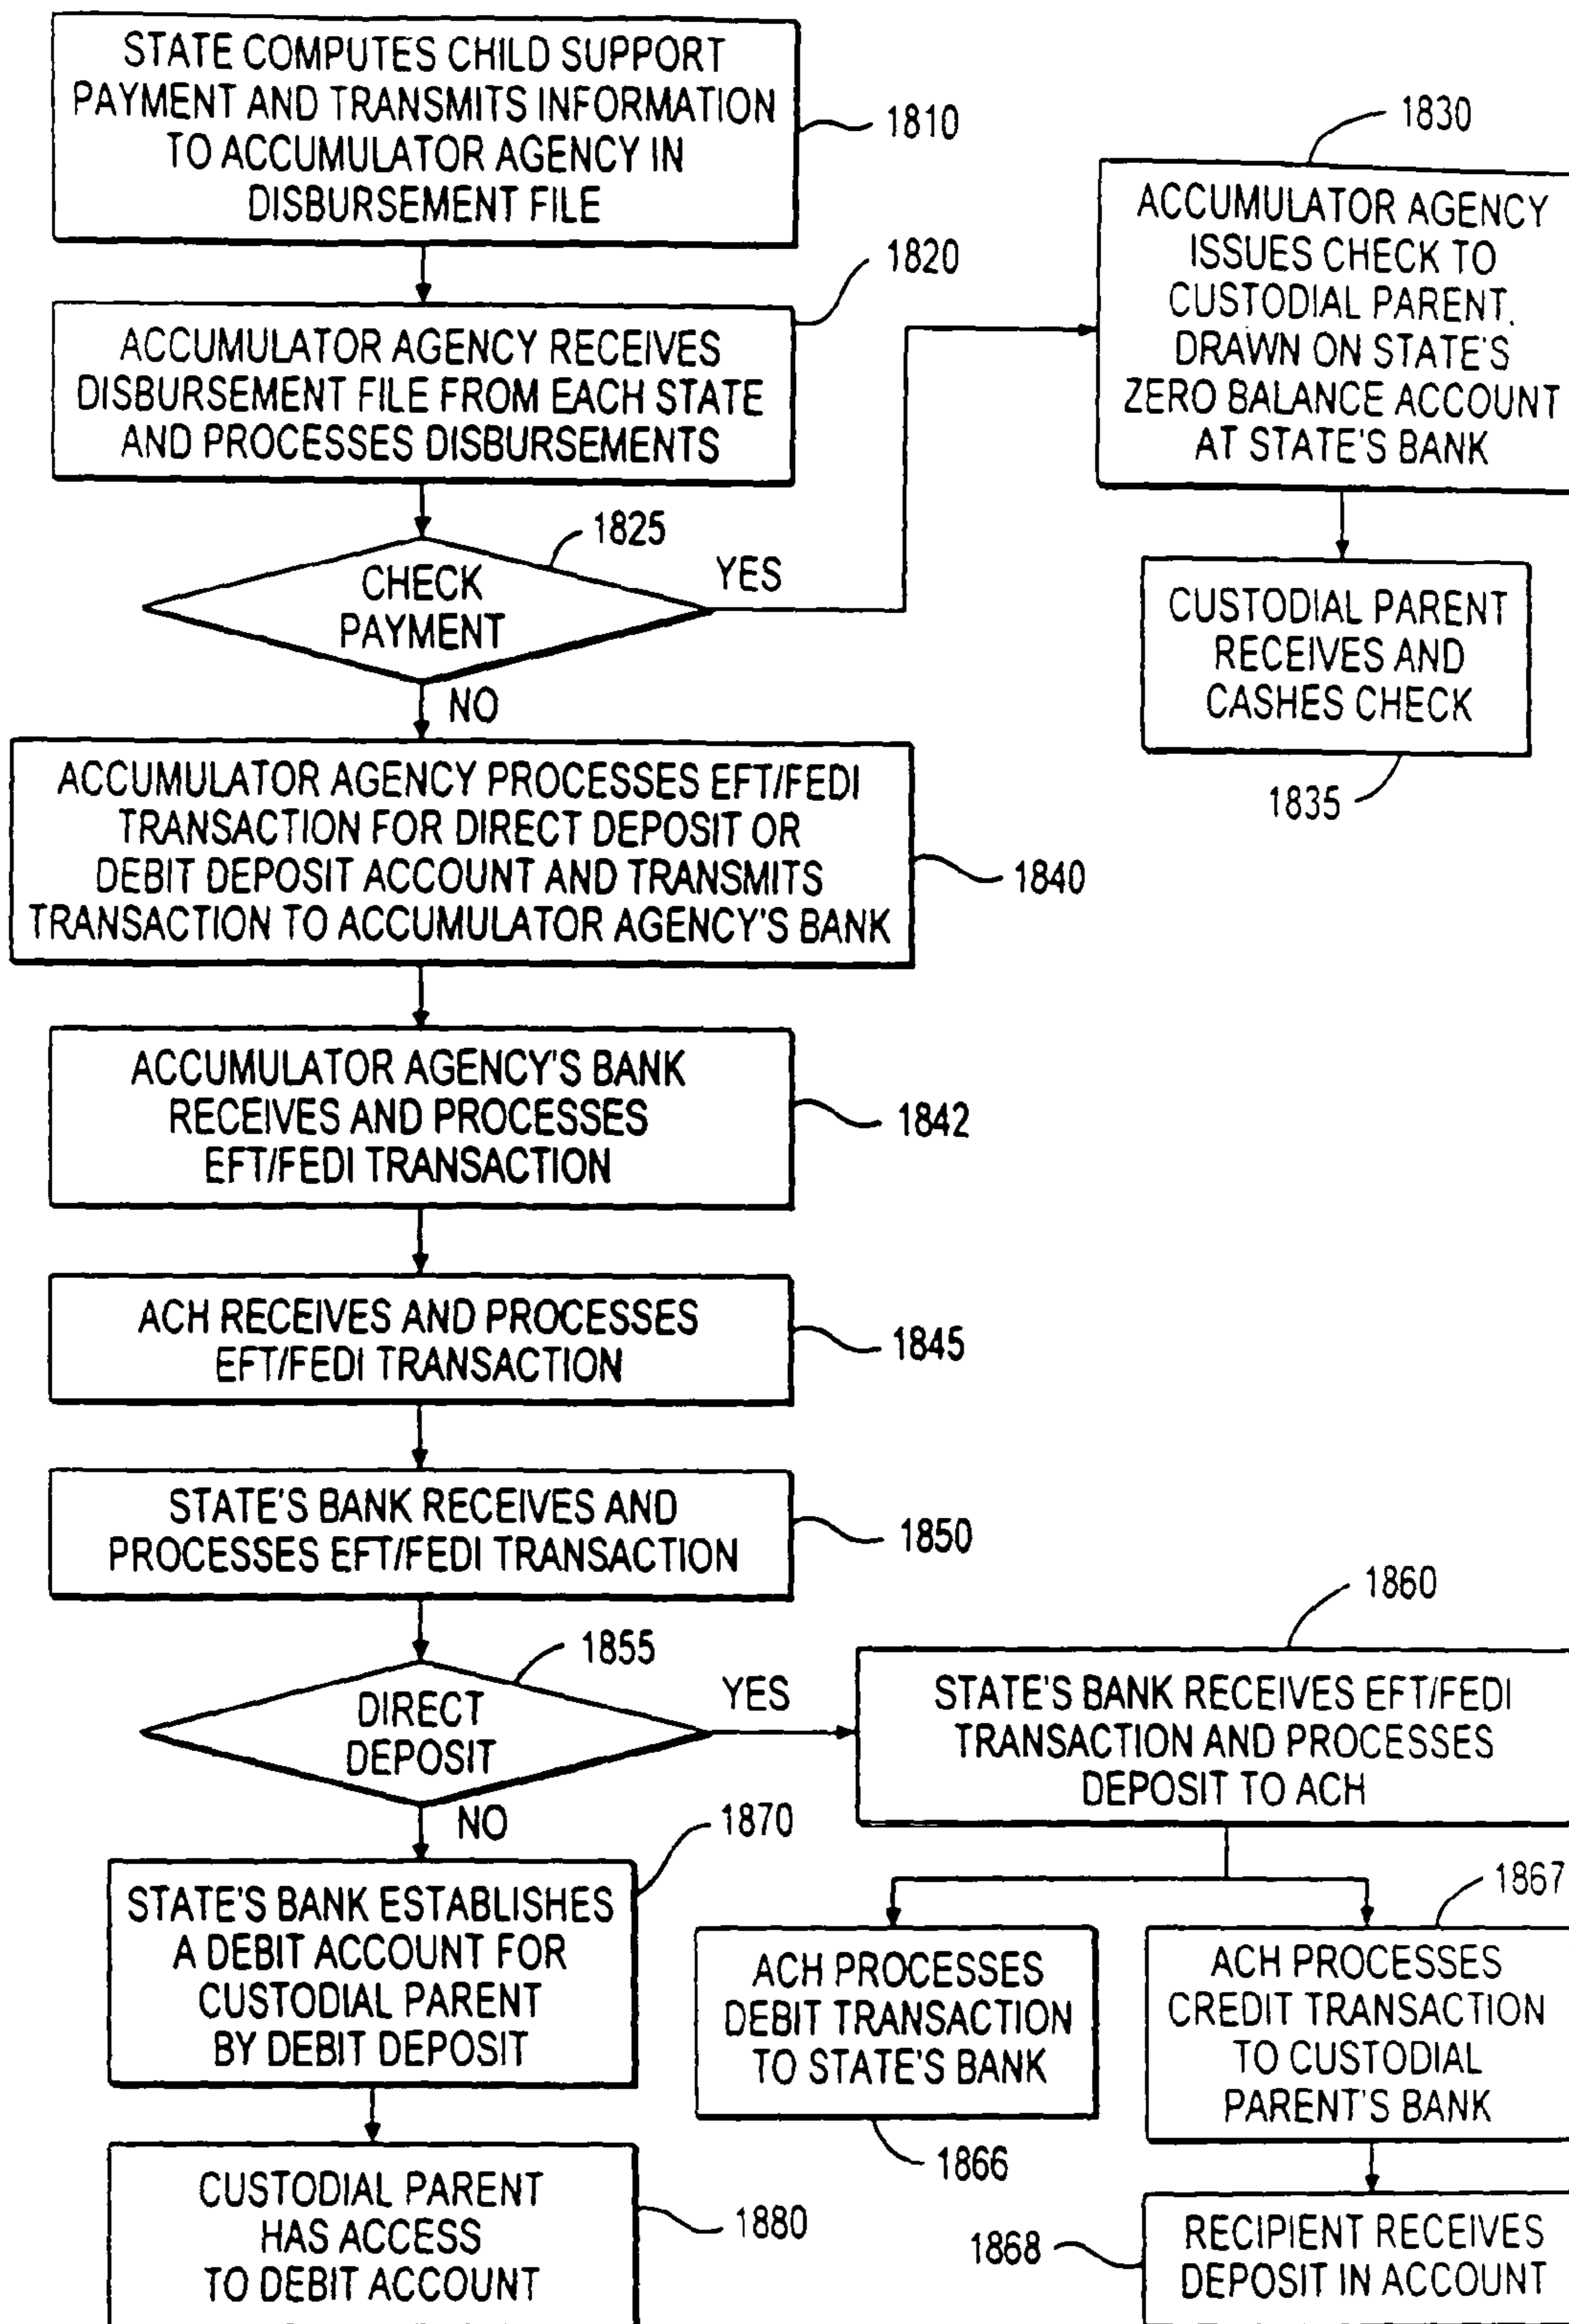 STATE COMPUTES CHILD SUPPORT
PAYMENT AND TRANSMITS INFORMATION
TO ACCUMULATOR AGENCY IN
DISBURSEMENT FILE
1810
1820
ACCUMULATOR AGENCY RECEIVES
DISBURSEMENT FILE FROM EACH STATE
AND PROCESSES DISBURSEMENTS
1825
CHECK
PAYMENT
YES
NO
1830
ACCUMULATOR AGENCY
ISSUES CHECK TO
CUSTODIAL PARENT.
DRAWN ON STATE'S
ZERO BALANCE ACCOUNT
AT STATE'S BANK
CUSTODIAL PARENT
RECEIVES AND
CASHES CHECK
1835
ACCUMULATOR AGENCY PROCESSES EFT/FEDI
TRANSACTION FOR DIRECT DEPOSIT OR
DEBIT DEPOSIT ACCOUNT AND TRANSMITS
TRANSACTION TO ACCUMULATOR AGENCY'S BANK
1840
ACCUMULATOR AGENCY'S BANK
RECEIVES AND PROCESSES
EFT/FEDI TRANSACTION
1842
ACH RECEIVES AND PROCESSES
EFT/FEDI TRANSACTION
1845
STATE'S BANK RECEIVES AND
PROCESSES EFT/FEDI TRANSACTION
1850
1855
DIRECT
DEPOSIT
YES
NO
1860
STATE'S BANK RECEIVES EFT/FEDI
TRANSACTION AND PROCESSES
DEPOSIT TO ACH
1870
STATE'S BANK ESTABLISHES
A DEBIT ACCOUNT FOR
CUSTODIAL PARENT
BY DEBIT DEPOSIT
ACH PROCESSES
DEBIT TRANSACTION
TO STATE'S BANK
1866
1867
ACH PROCESSES
CREDIT TRANSACTION
TO CUSTODIAL
PARENT'S BANK
CUSTODIAL PARENT
HAS ACCESS
TO DEBIT ACCOUNT
1880
1868
RECIPIENT RECEIVES
DEPOSIT IN ACCOUNT